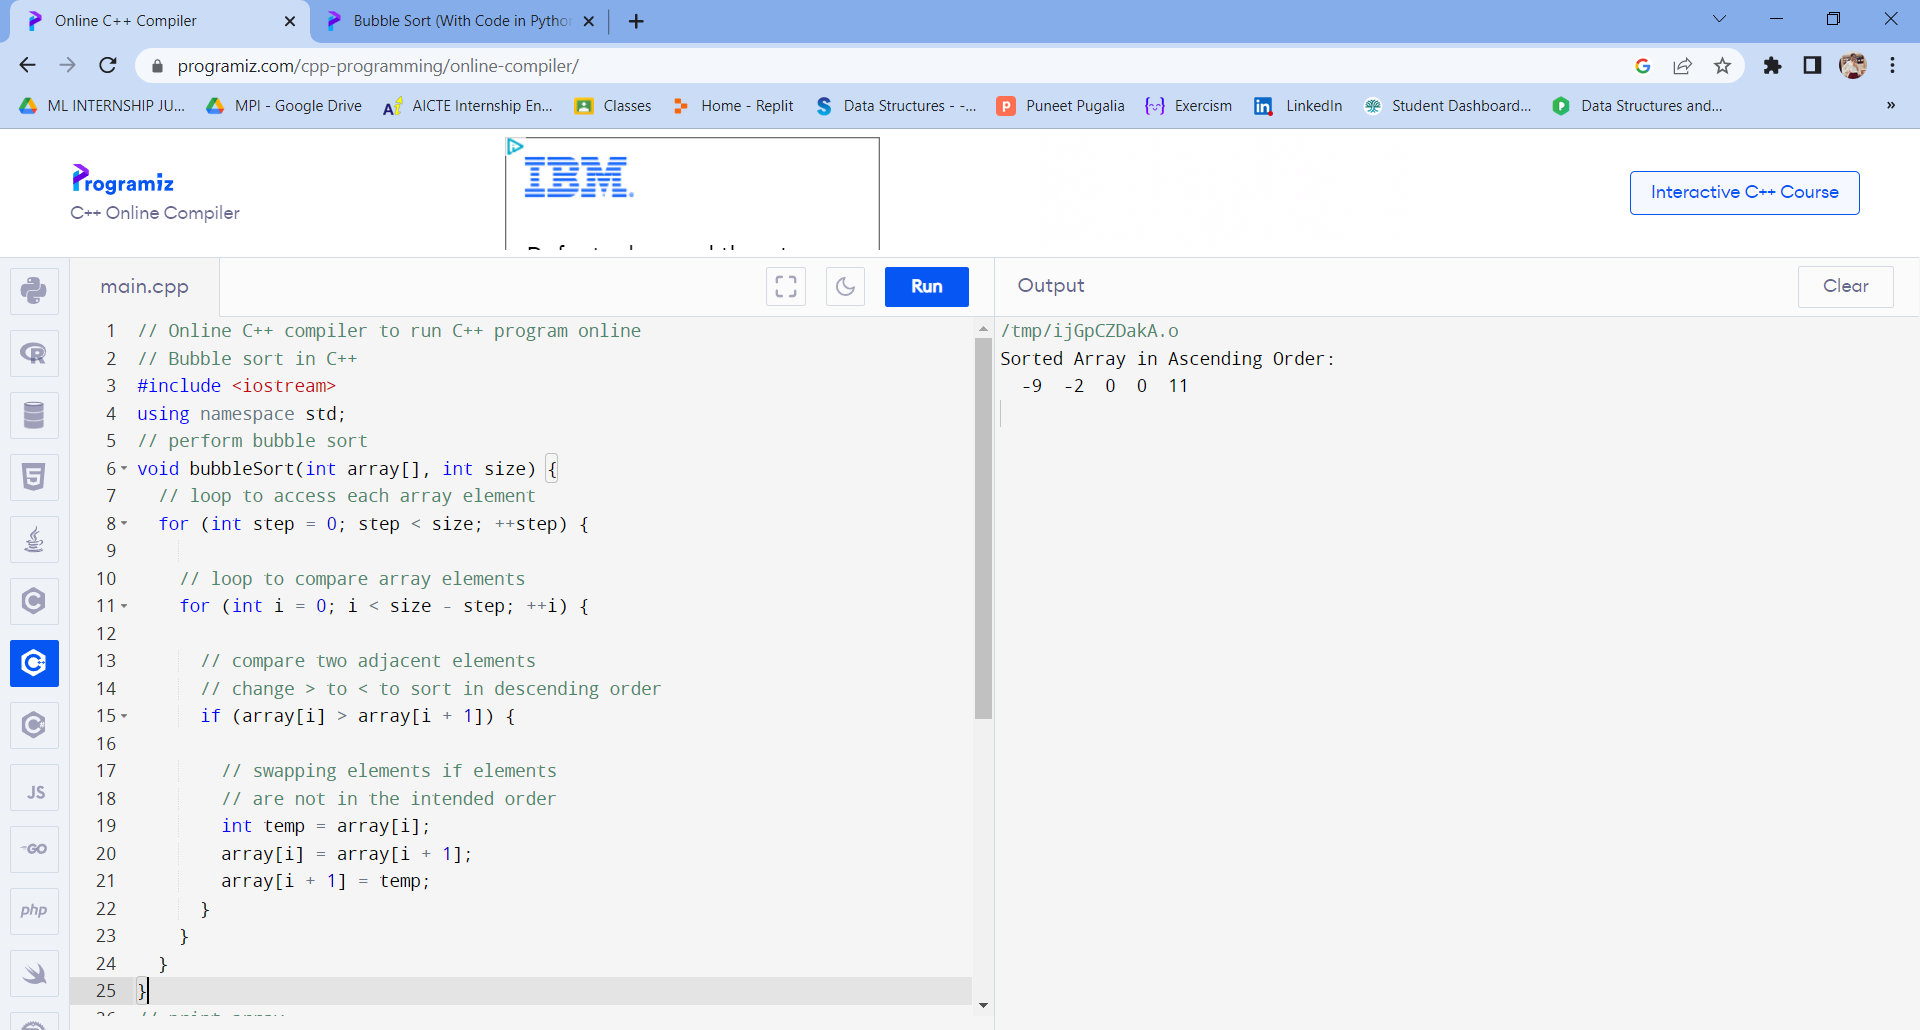 Online C++ Compiler
Bubble Sort (With Code in Pytho
programiz.com/cpp-programming/online-compiler/
ML INTERNSHIP JU...
MPI - Google Drive
AICTE Internship En...
Classes
Home - Replit
Data Structures - -...
Puneet Pugalia
Exercism
LinkedIn
Student Dashboard...
Data Structures and...
»
Programiz
C++ Online Compiler
IBM.
Interactive C++ Course
main.cpp
Run
Output
Clear
1 // Online C++ compiler to run C++ program online
2 // Bubble sort in C++
3 #include <iostream>
4 using namespace std;
5 // perform bubble sort
6 void bubbleSort(int array[], int size) {
7 // loop to access each array element
8 for (int step = 0; step < size; ++step) {
9
10 // loop to compare array elements
11 for (int i = 0; i < size - step; ++i) {
12
13 // compare two adjacent elements
14 // change > to < to sort in descending order
15 if (array[i] > array[i + 1]) {
16
17 // swapping elements if elements
18 // are not in the intended order
19 int temp = array[i];
20 array[i] = array[i + 1];
21 array[i + 1] = temp;
22 }
23 }
24 }
25 }
26 // print array
/tmp/ijGpCZDakA.o
Sorted Array in Ascending Order:
-9 -2 0 0 11
R
5
C
C+
C#
JS
GO
php